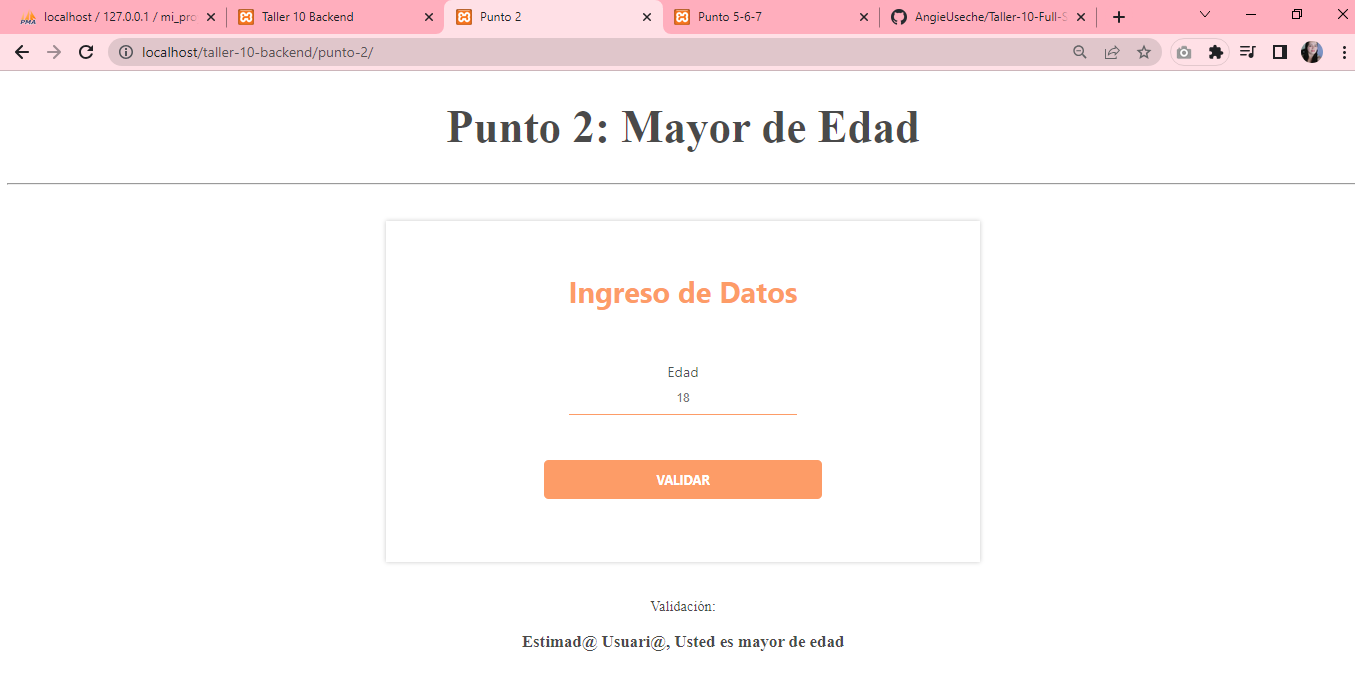 PMA localhost / 127.0.0.1 / mi_pro
Taller 10 Backend
Punto 2
Punto 5-6-7
AngieUseche/Taller-10-Full-S
localhost/taller-10-backend/punto-2/
Punto 2: Mayor de Edad
Ingreso de Datos
Edad
18
VALIDAR
Validación:
Estimad@ Usuari@, Usted es mayor de edad